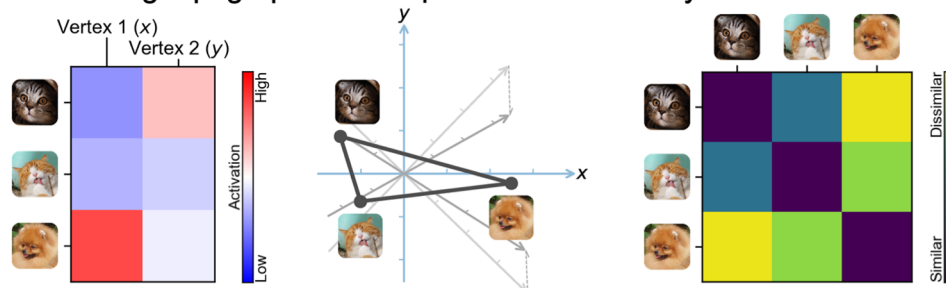 Vertex 1 (x)
Vertex 2 (y)
High
Activation
Low
y
x
Dissimilar
Similar